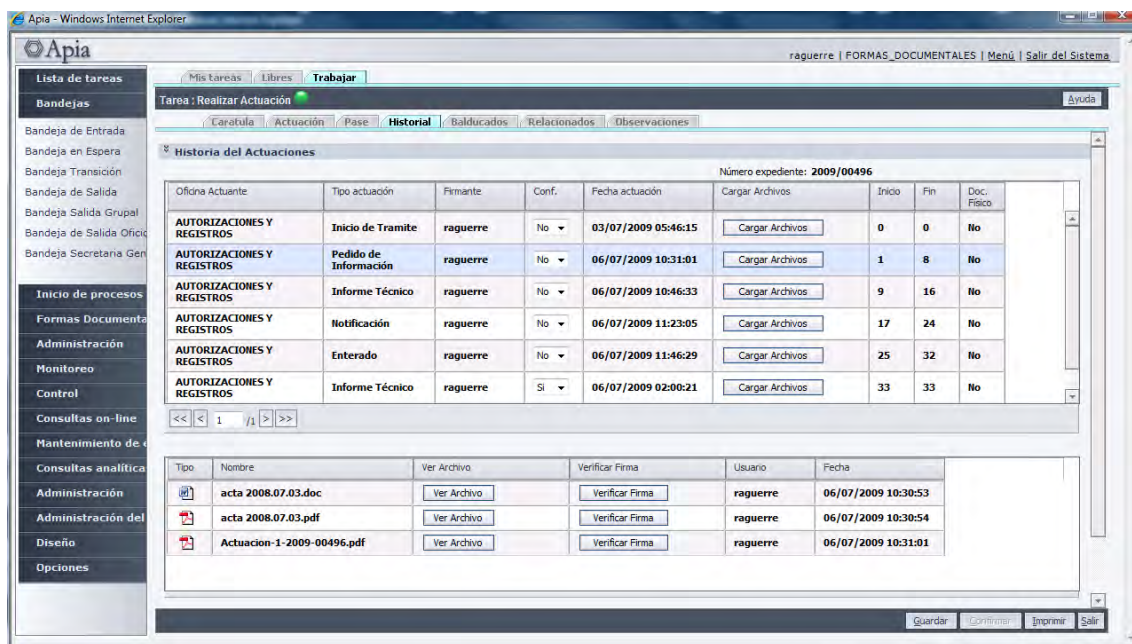 Apia - Windows Internet Explorer
Apia
raguerre | FORMAS_DOCUMENTALES | Menú | Salir del Sistema
Lista de tareas
Bandejas
Bandeja de Entrada
Bandeja en Espera
Bandeja Transición
Bandeja de Salida
Bandeja Salida Grupal
Bandeja de Salida Oficio
Bandeja Secretaria Gen
Inicio de procesos
Formas Documenta
Administración
Monitoreo
Control
Consultas on-line
Mantenimiento de e
Consultas analítica
Administración
Administración del
Diseño
Opciones
Mis tareas Libres Trabajar
Tarea : Realizar Actuación Ayuda
Caratula Actuación Pase Historial Balducados Relacionados Observaciones
Historia del Actuaciones
Número expediente: 2009/00496
Oficina Actuante Tipo actuación Firmante Conf. Fecha actuación Cargar Archivos Inicio Fin Doc. Físico
AUTORIZACIONES Y REGISTROS Inicio de Tramite raguerre No 03/07/2009 05:46:15 Cargar Archivos 0 0 No
AUTORIZACIONES Y REGISTROS Pedido de Información raguerre No 06/07/2009 10:31:01 Cargar Archivos 1 8 No
AUTORIZACIONES Y REGISTROS Informe Técnico raguerre No 06/07/2009 10:46:33 Cargar Archivos 9 16 No
AUTORIZACIONES Y REGISTROS Notificación raguerre No 06/07/2009 11:23:05 Cargar Archivos 17 24 No
AUTORIZACIONES Y REGISTROS Enterado raguerre No 06/07/2009 11:46:29 Cargar Archivos 25 32 No
AUTORIZACIONES Y REGISTROS Informe Técnico raguerre Si 06/07/2009 02:00:21 Cargar Archivos 33 33 No
<< < 1 /1 > >>
Tipo Nombre Ver Archivo Verificar Firma Usuario Fecha
acta 2008.07.03.doc Ver Archivo Verificar Firma raguerre 06/07/2009 10:30:53
acta 2008.07.03.pdf Ver Archivo Verificar Firma raguerre 06/07/2009 10:30:54
Actuacion-1-2009-00496.pdf Ver Archivo Verificar Firma raguerre 06/07/2009 10:31:01
Guardar Confirmar Imprimir Salir